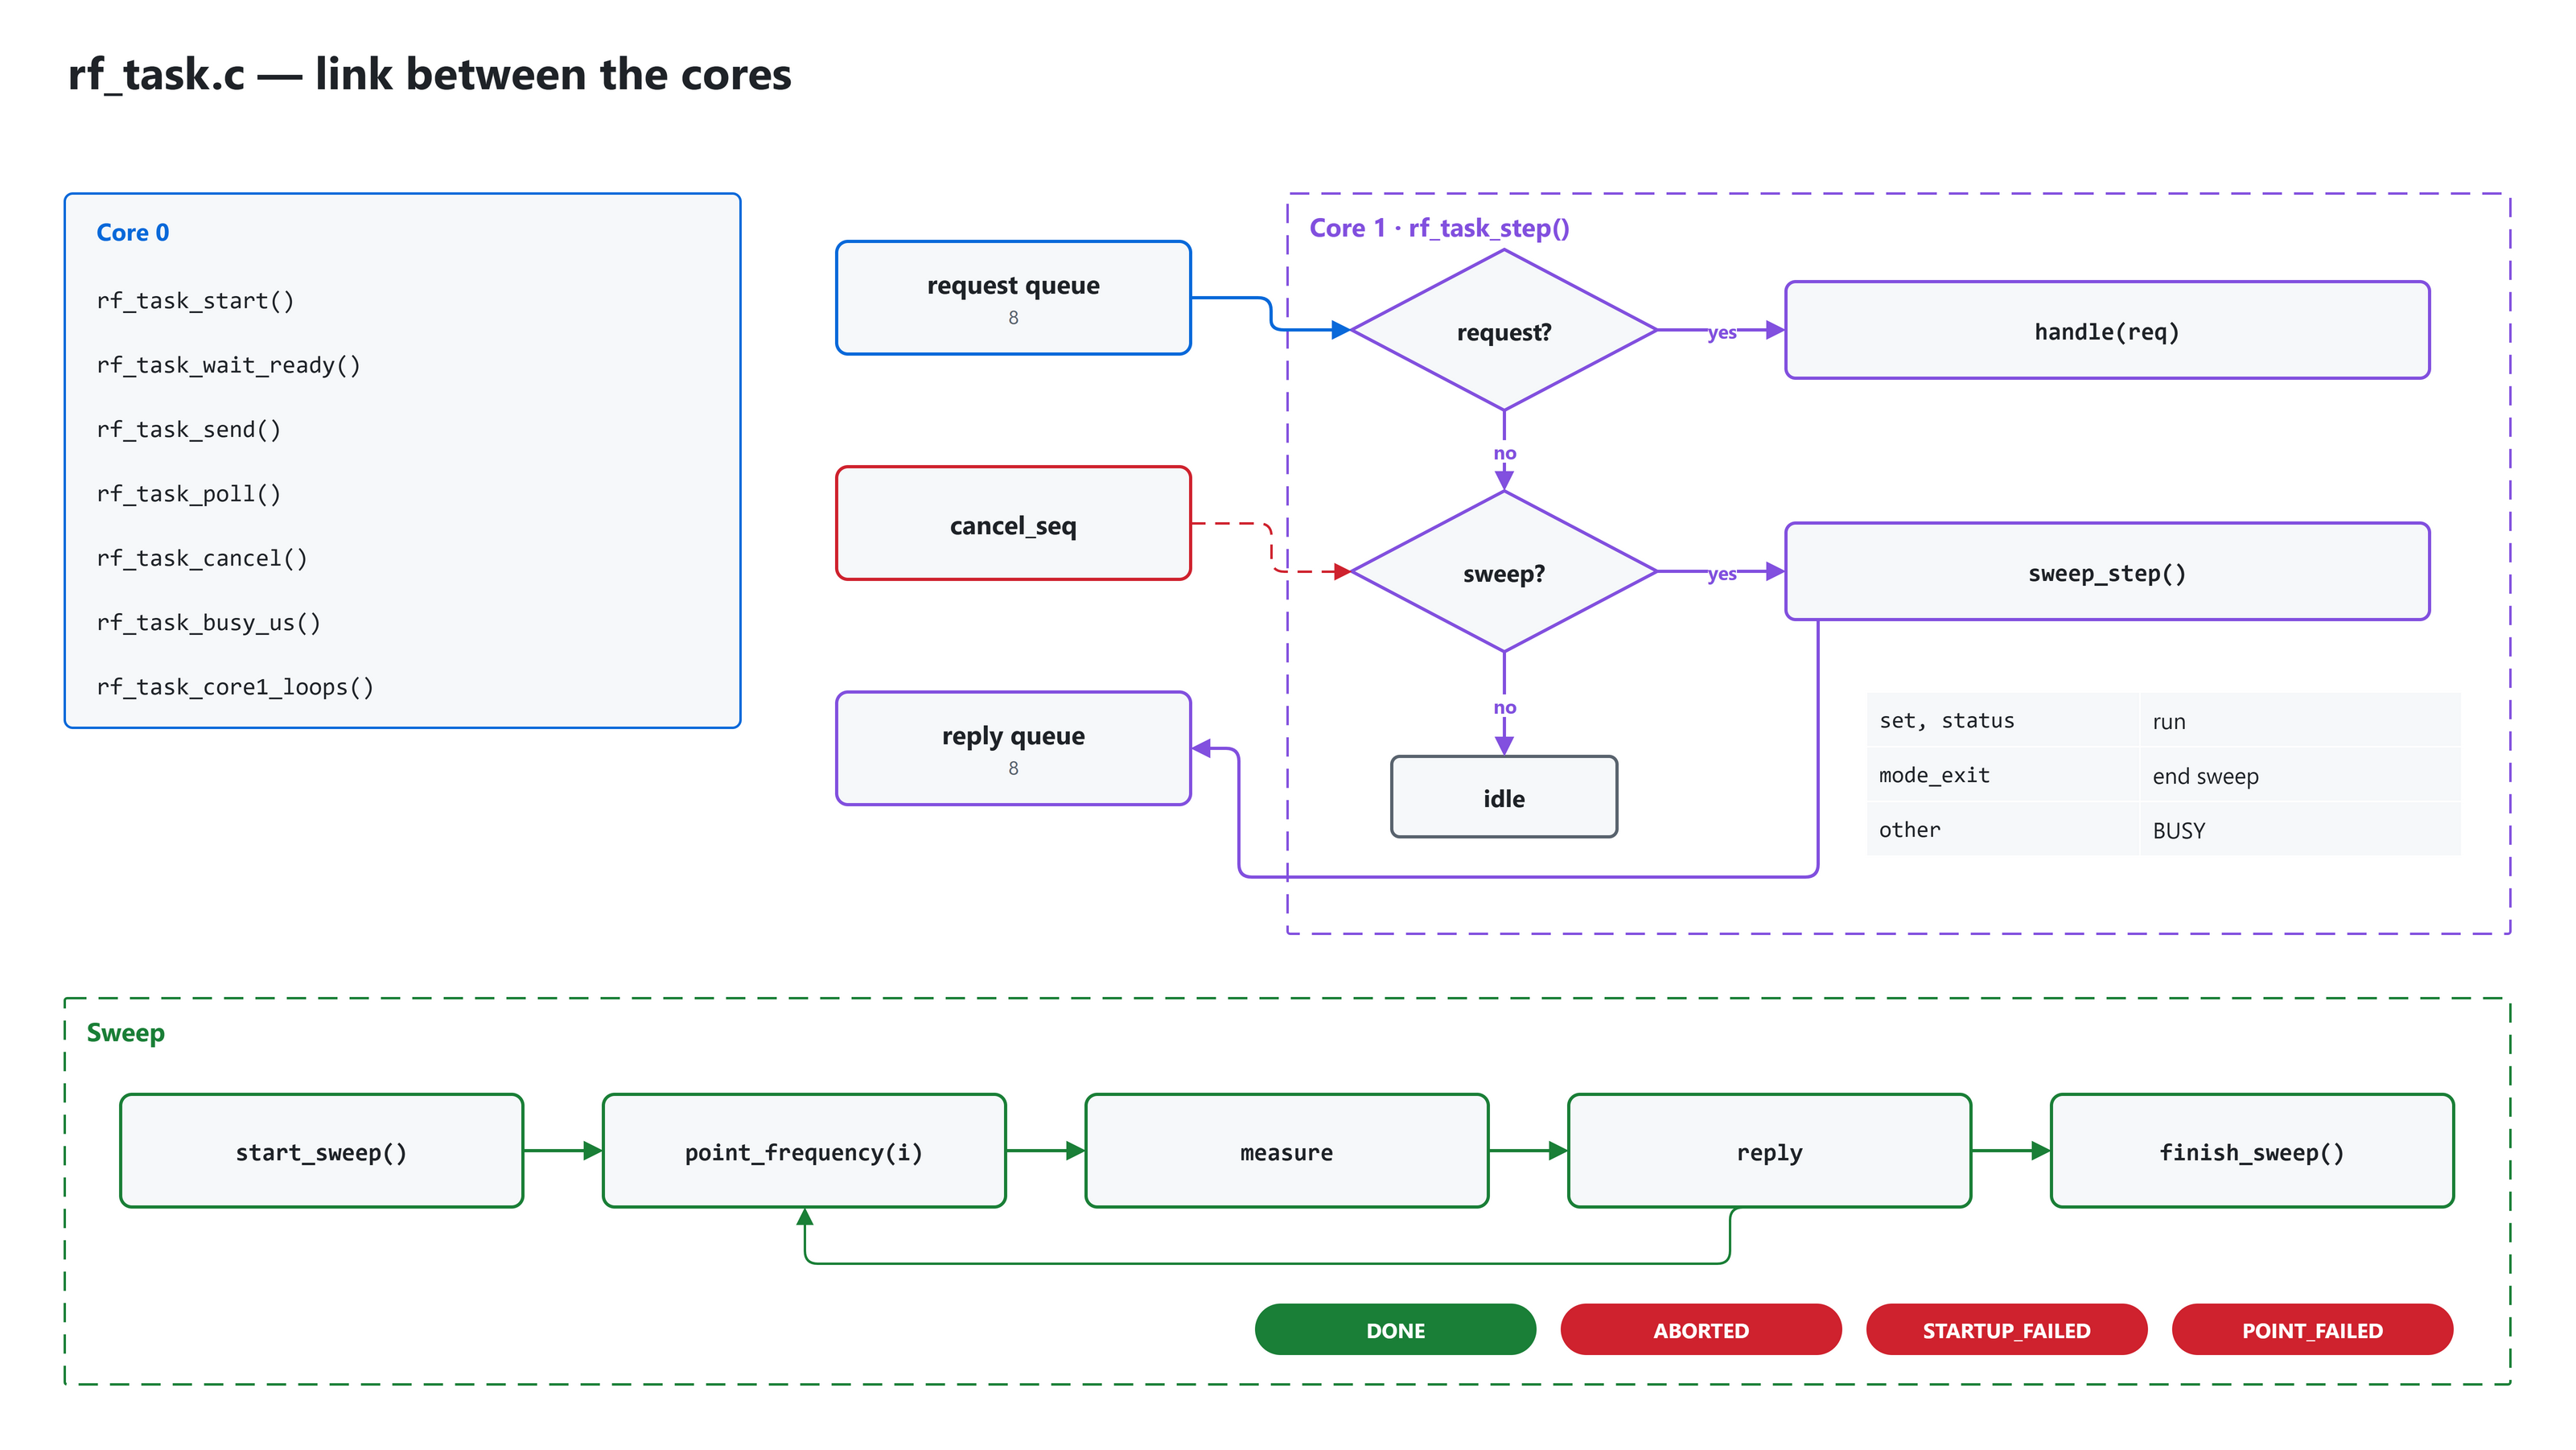 rf_task.c — link between the cores
Core 0
rf_task_start()
rf_task_wait_ready()
rf_task_send()
rf_task_poll()
rf_task_cancel()
rf_task_busy_us()
rf_task_core1_loops()
request queue
8
cancel_seq
reply queue
8
Core 1 · rf_task_step()
request?
yes
handle(req)
no
sweep?
yes
sweep_step()
no
idle
set, status run
mode_exit end sweep
other BUSY
Sweep
start_sweep()
point_frequency(i)
measure
reply
finish_sweep()
DONE
ABORTED
STARTUP_FAILED
POINT_FAILED